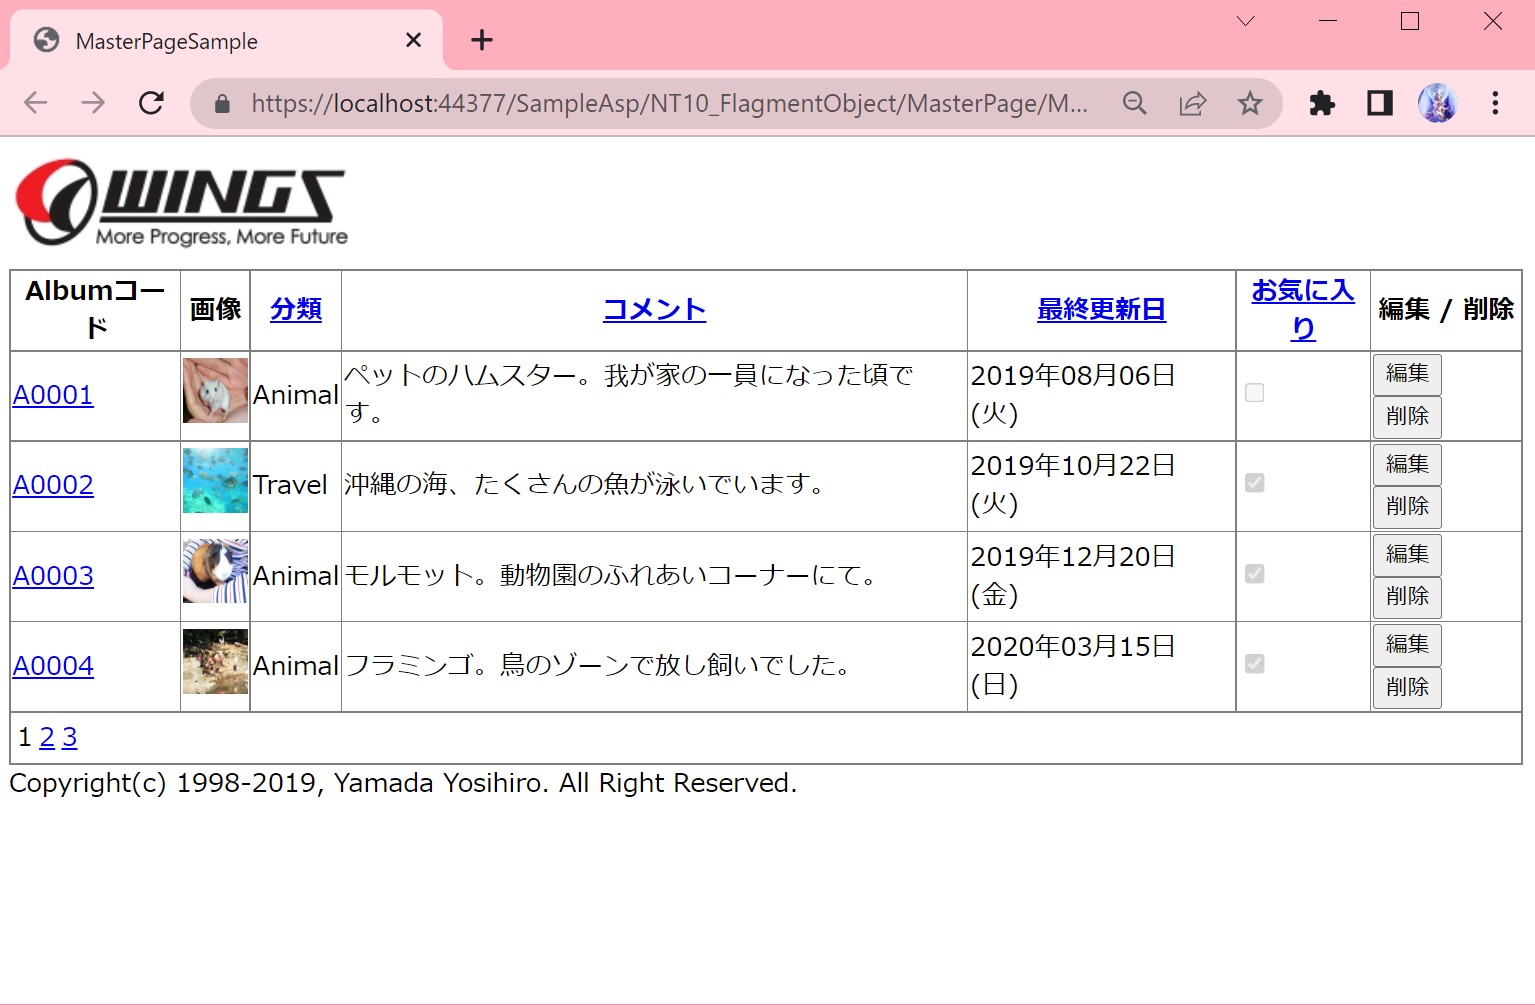 MasterPageSample
https://localhost:44377/SampleAsp/NT10_FlagmentObject/MasterPage/M...
WINGS
More Progress, More Future
Albumコー
ド
画像
分類
コメント
最終更新日
お気に入
り
編集 / 削除
A0001
Animal
ペットのハムスター。我が家の一員になった頃で
す。
2019年08月06日
(火)
編集
削除
A0002
Travel
沖縄の海、たくさんの魚が泳いでいます。
2019年10月22日
(火)
編集
削除
A0003
Animal
モルモット。動物園のふれあいコーナーにて。
2019年12月20日
(金)
編集
削除
A0004
Animal
フラミンゴ。鳥のゾーンで放し飼いでした。
2020年03月15日
(日)
編集
削除
1 2 3
Copyright(c) 1998-2019, Yamada Yosihiro. All Right Reserved.